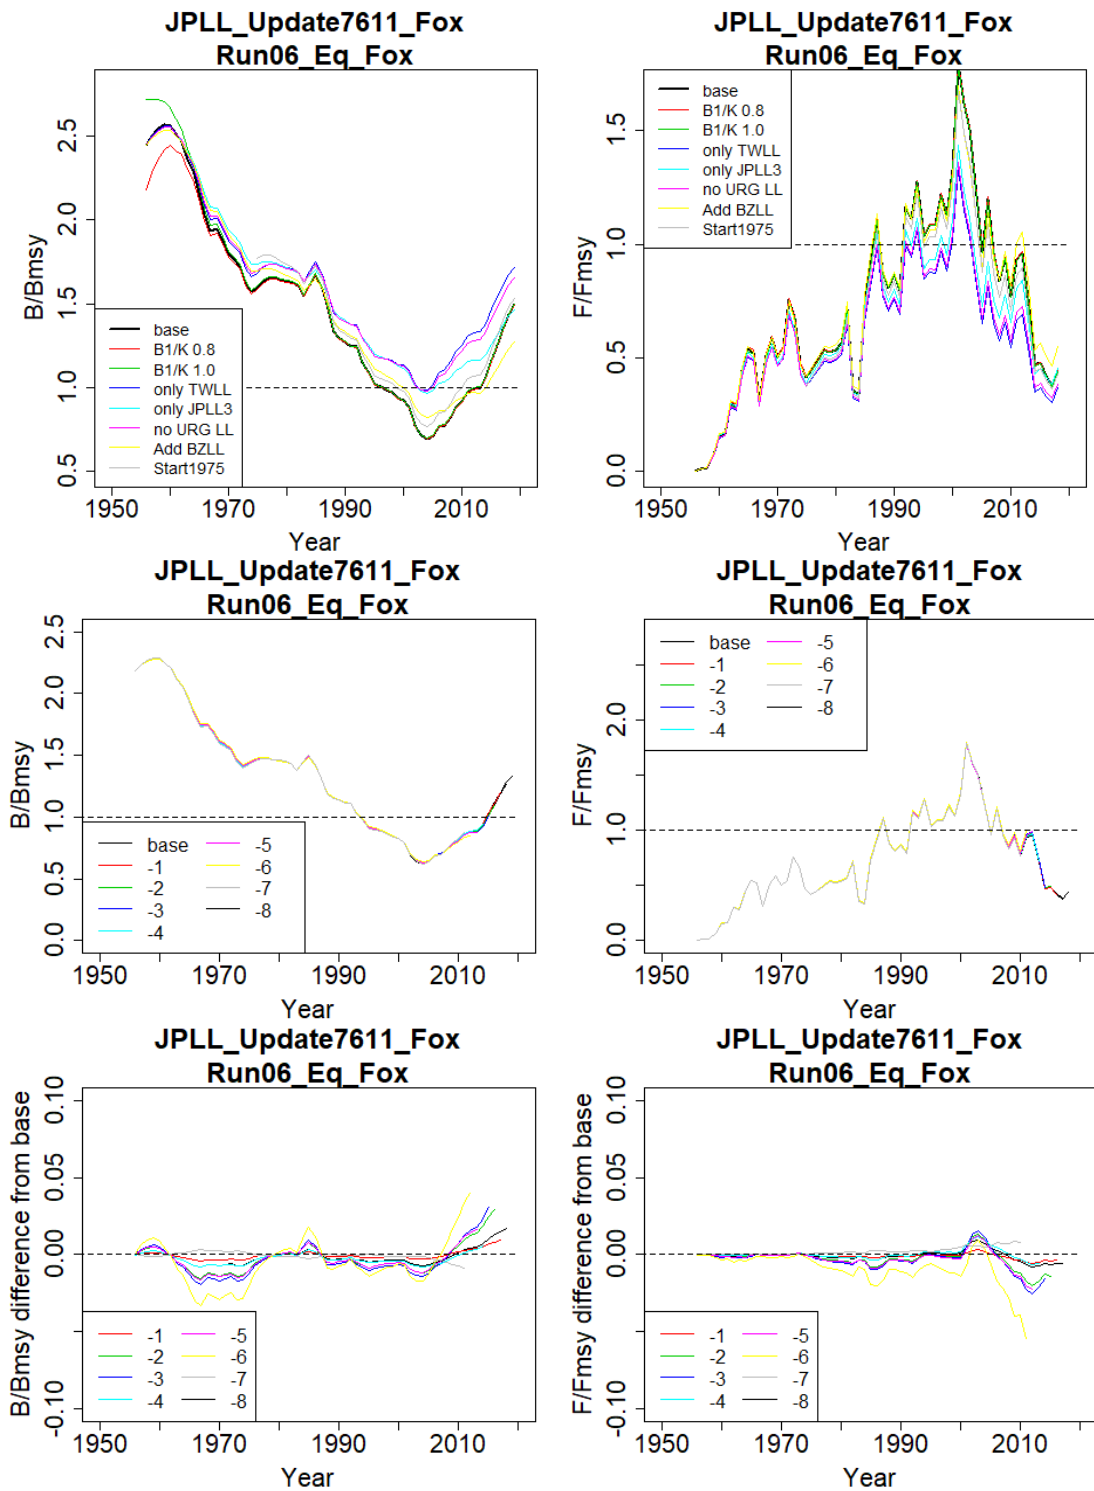 JPLL_Update7611_Fox
Run06_Eq_Fox
B/Bmsy
2.5
2.0
1.5
1.0
0.5
base
B1/K 0.8
B1/K 1.0
only TWLL
only JPLL3
no URG LL
Add BZLL
Start1975
1950 1970 1990 2010
Year
JPLL_Update7611_Fox
Run06_Eq_Fox
F/Fmsy
1.5
1.0
0.5
0.0
base
B1/K 0.8
B1/K 1.0
only TWLL
only JPLL3
no URG LL
Add BZLL
Start1975
1950 1970 1990 2010
Year
JPLL_Update7611_Fox
Run06_Eq_Fox
B/Bmsy
2.5
2.0
1.5
1.0
0.5
0.0
base -5
-1 -6
-2 -7
-3 -8
-4
1950 1970 1990 2010
Year
JPLL_Update7611_Fox
Run06_Eq_Fox
F/Fmsy
2.0
1.0
0.0
base -5
-1 -6
-2 -7
-3 -8
-4
1950 1970 1990 2010
Year
JPLL_Update7611_Fox
Run06_Eq_Fox
B/Bmsy difference from base
0.10
0.05
0.00
-0.10
-1 -5
-2 -6
-3 -7
-4 -8
1950 1970 1990 2010
Year
JPLL_Update7611_Fox
Run06_Eq_Fox
F/Fmsy difference from base
0.10
0.05
0.00
-0.10
-1 -5
-2 -6
-3 -7
-4 -8
1950 1970 1990 2010
Year